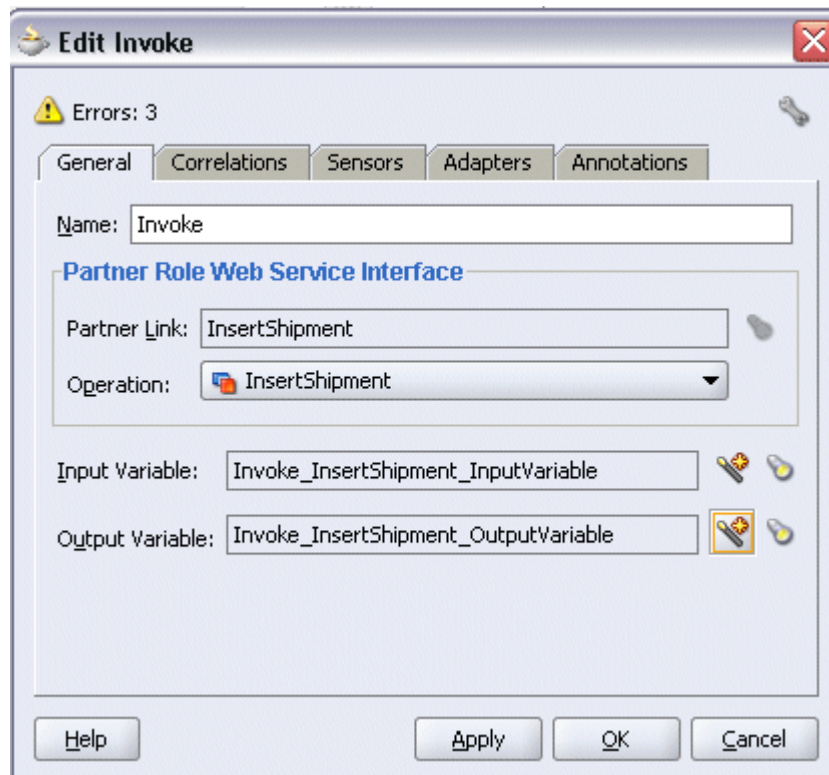 Edit Invoke
Errors: 3
General Correlations Sensors Adapters Annotations
Name: Invoke
Partner Role Web Service Interface
Partner Link: InsertShipment
Operation: InsertShipment
Input Variable: Invoke_InsertShipment_InputVariable
Output Variable: Invoke_InsertShipment_OutputVariable
Help Apply OK Cancel